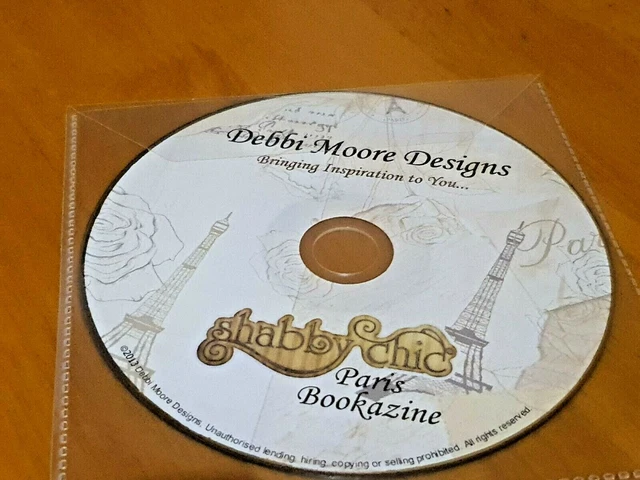 Debbi Moore Designs
Bringing Inspiration to You...
Par
shabby chic
Paris
Bookazine
©2013 Debbi Moore Designs. Unauthorised lending, hiring, copying or selling prohibited. All rights reserved.